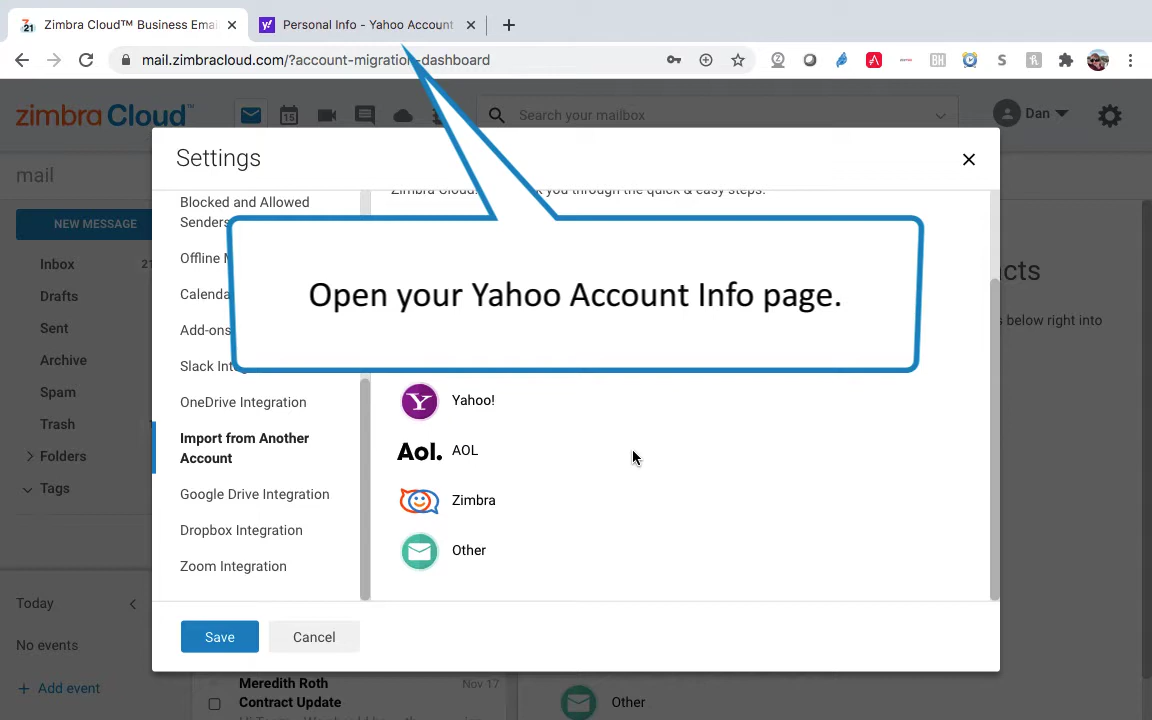 Zimbra Cloud™ Business Emai
Personal Info - Yahoo Account
mail.zimbracloud.com/?account-migration-dashboard
zimbra Cloud™
Search your mailbox
Dan
mail
Settings
Zimbra Cloud!
k you through the quick & easy steps.
Blocked and Allowed
Senders
NEW MESSAGE
Inbox
21
Offline
Open your Yahoo Account Info page.
cts
Drafts
Calenda
s below right into
Sent
Add-ons
Archive
Slack Int
Spam
OneDrive Integration
Yahoo!
Trash
Import from Another
Account
Aol.
AOL
Folders
Tags
Google Drive Integration
Zimbra
Dropbox Integration
Other
Zoom Integration
Today
No events
Save
Cancel
Add event
Meredith Roth
Nov 17
Contract Update
Other